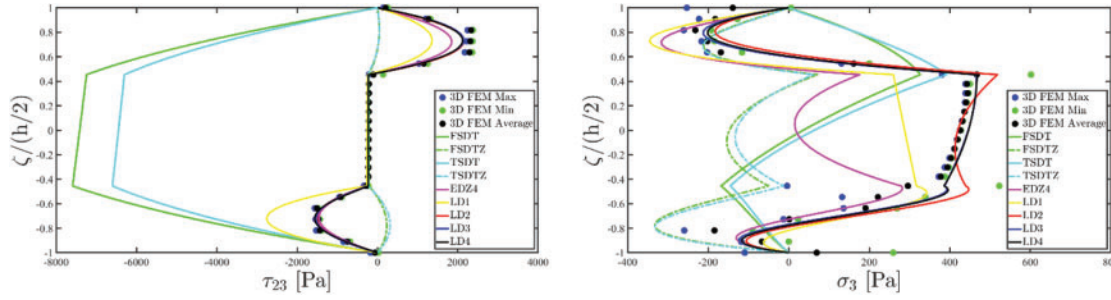 1
0.8
0.6
0.4
0.2
0
-0.2
-0.4
-0.6
-0.8
-1
ζ/(h/2)
3D FEM Max
3D FEM Min
3D FEM Average
FSDT
FSDTZ
TSDT
TSDTZ
EDZ4
LD1
LD2
LD3
LD4
-8000 -6000 -4000 -2000 0 2000 4000
τ₂₃ [Pa]
1
0.8
0.6
0.4
0.2
0
-0.2
-0.4
-0.6
-0.8
-1
ζ/(h/2)
3D FEM Max
3D FEM Min
3D FEM Average
FSDT
FSDTZ
TSDT
TSDTZ
EDZ4
LD1
LD2
LD3
LD4
-400 -200 0 200 400 600
σ₃ [Pa]